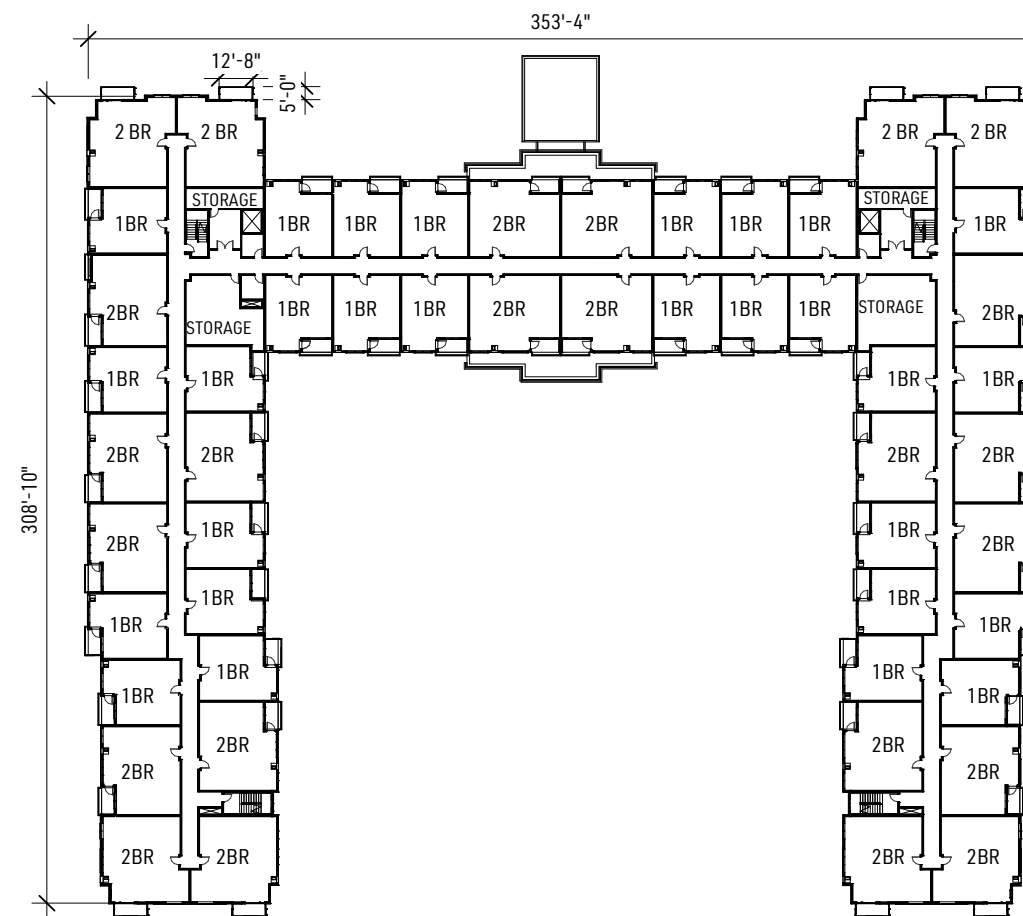 353'-4"
12'-8"
5'-0"
308'-10"
2 BR 2 BR 2 BR 2 BR
STORAGE STORAGE
1BR 1BR 1BR 1BR 2BR 2BR 1BR 1BR 1BR 1BR
2BR 1BR 1BR 1BR 2BR 2BR 1BR 1BR 1BR 2BR
STORAGE STORAGE
1BR 1BR 1BR 1BR
2BR 2BR 2BR 2BR
2BR 1BR 1BR 2BR
1BR 1BR 1BR 1BR
1BR 1BR 1BR 1BR
2BR 2BR 2BR 2BR
2BR 2BR 2BR 2BR